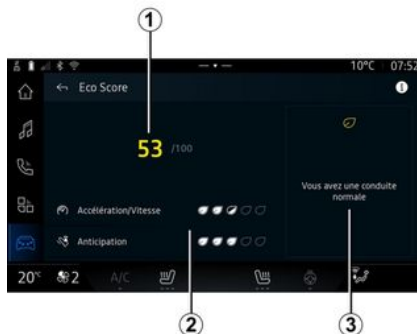 1
10°C 07:52
Eco Score
53 /100
Vous avez une conduite
normale
Accélération/Vitesse
Anticipation
20°C 2 A/C
2
3